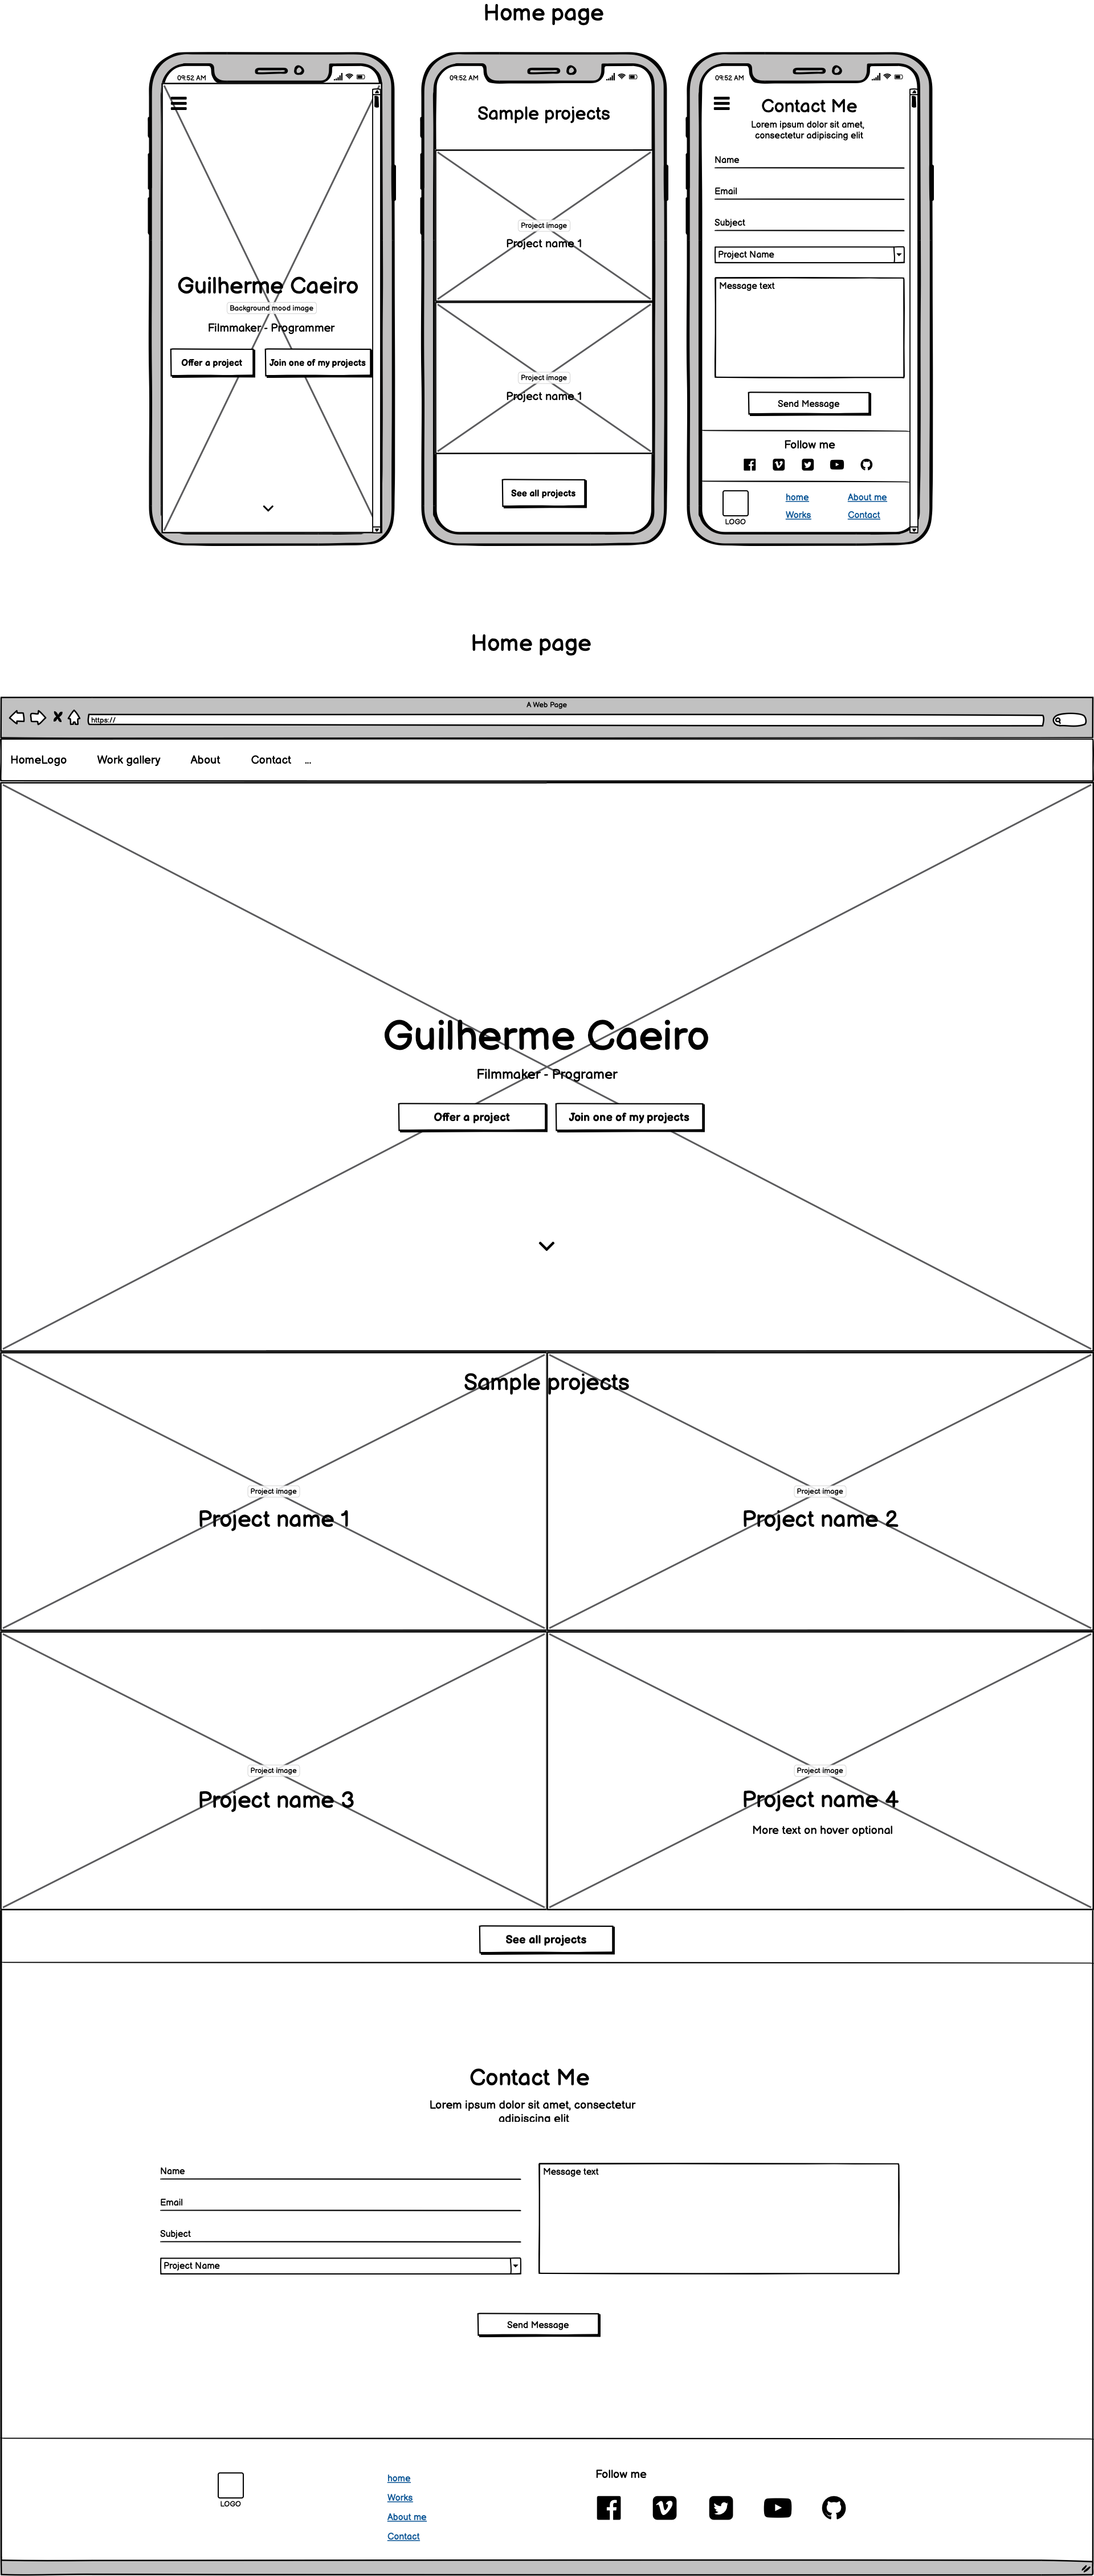 Home page
09:52 AM
Guilherme Caeiro
Background mood image
Filmmaker - Programmer
Offer a project
Join one of my projects
09:52 AM
Sample projects
Project image
Project name 1
Project image
Project name 1
See all projects
09:52 AM
Contact Me
Lorem ipsum dolor sit amet,
consectetur adipiscing elit
Name
Email
Subject
Project Name
Message text
Send Message
Follow me
LOGO
home
About me
Works
Contact
Home page
A Web Page
https://
HomeLogo Work gallery About Contact ...
Guilherme Caeiro
Filmmaker - Programer
Offer a project
Join one of my projects
Sample projects
Project image
Project name 1
Project image
Project name 2
Project image
Project name 3
Project image
Project name 4
More text on hover optional
See all projects
Contact Me
Lorem ipsum dolor sit amet, consectetur
adipiscing elit
Name
Email
Subject
Project Name
Message text
Send Message
LOGO
home
Works
About me
Contact
Follow me